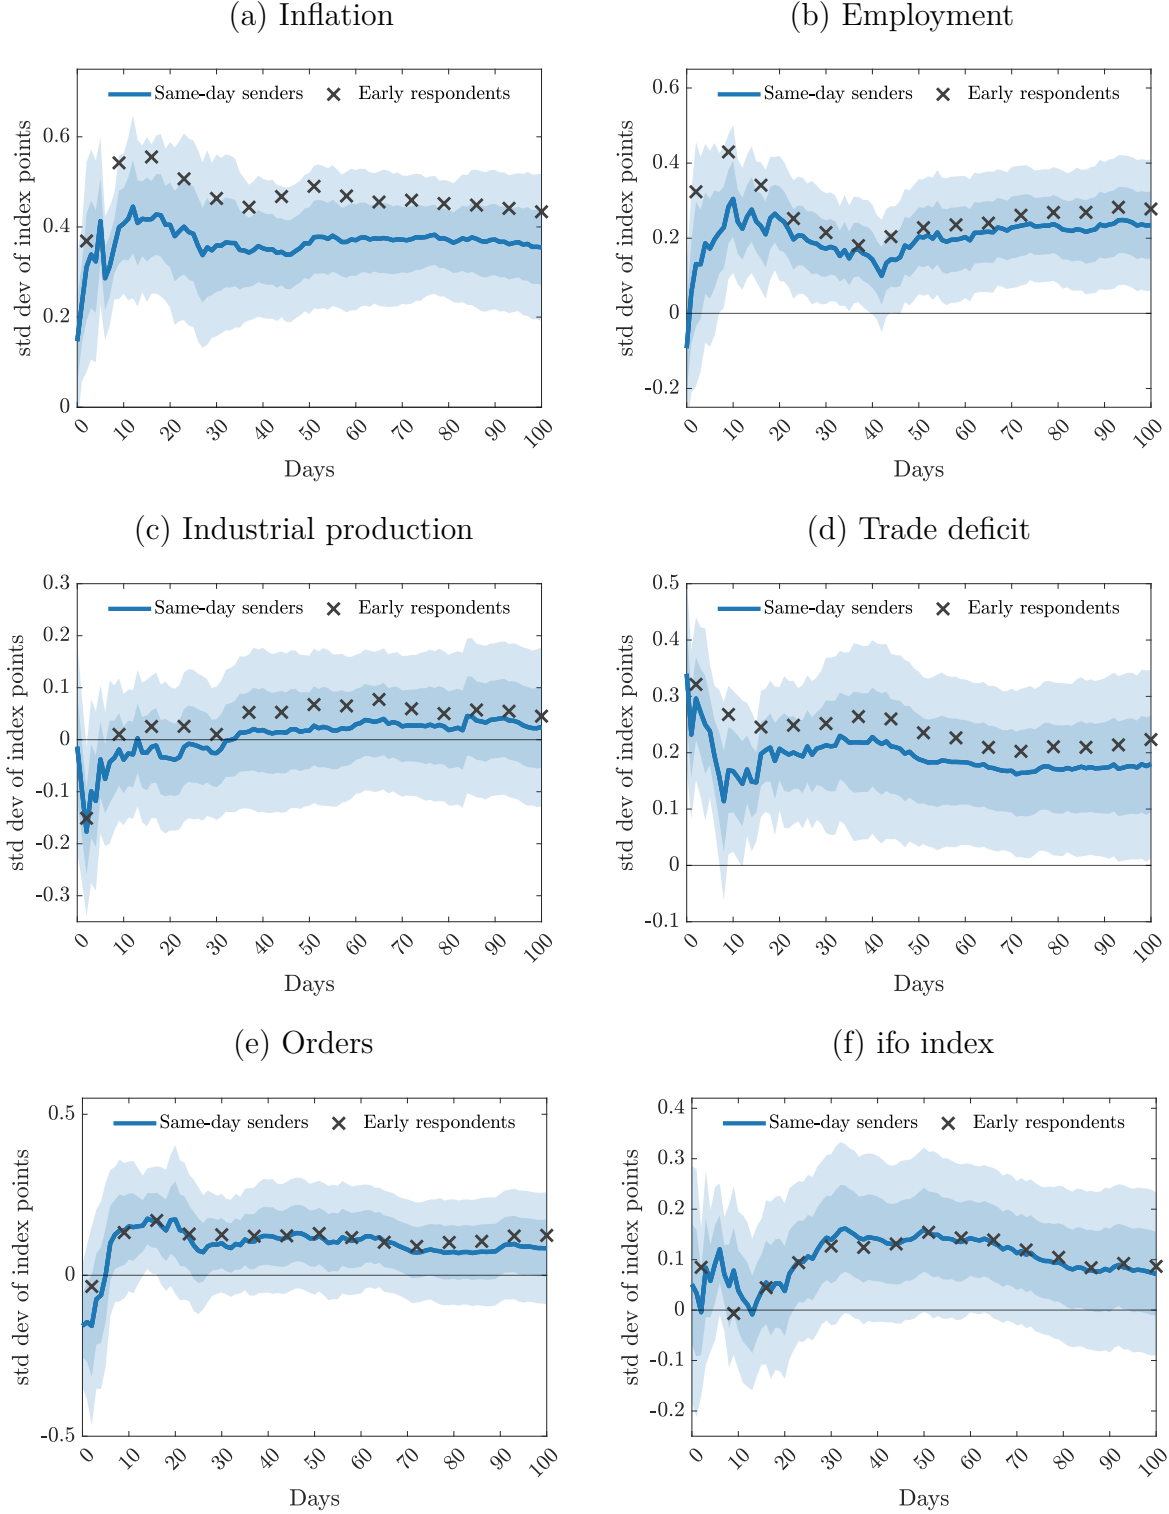 (a) Inflation
(b) Employment
Same-day senders
Early respondents
Same-day senders
Early respondents
std dev of index points
0.6
0.4
0.2
0
std dev of index points
0.6
0.4
0.2
0
-0.2
0 10 20 30 40 50 60 70 80 90 100
0 10 20 30 40 50 60 70 80 90 100
Days
Days
(c) Industrial production
(d) Trade deficit
Same-day senders
Early respondents
Same-day senders
Early respondents
std dev of index points
0.3
0.2
0.1
0
-0.1
-0.2
-0.3
std dev of index points
0.5
0.4
0.3
0.2
0.1
0
-0.1
0 10 20 30 40 50 60 70 80 90 100
0 10 20 30 40 50 60 70 80 90 100
Days
Days
(e) Orders
(f) ifo index
Same-day senders
Early respondents
Same-day senders
Early respondents
std dev of index points
0.5
0
-0.5
std dev of index points
0.4
0.3
0.2
0.1
0
-0.1
-0.2
0 10 20 30 40 50 60 70 80 90 100
0 10 20 30 40 50 60 70 80 90 100
Days
Days